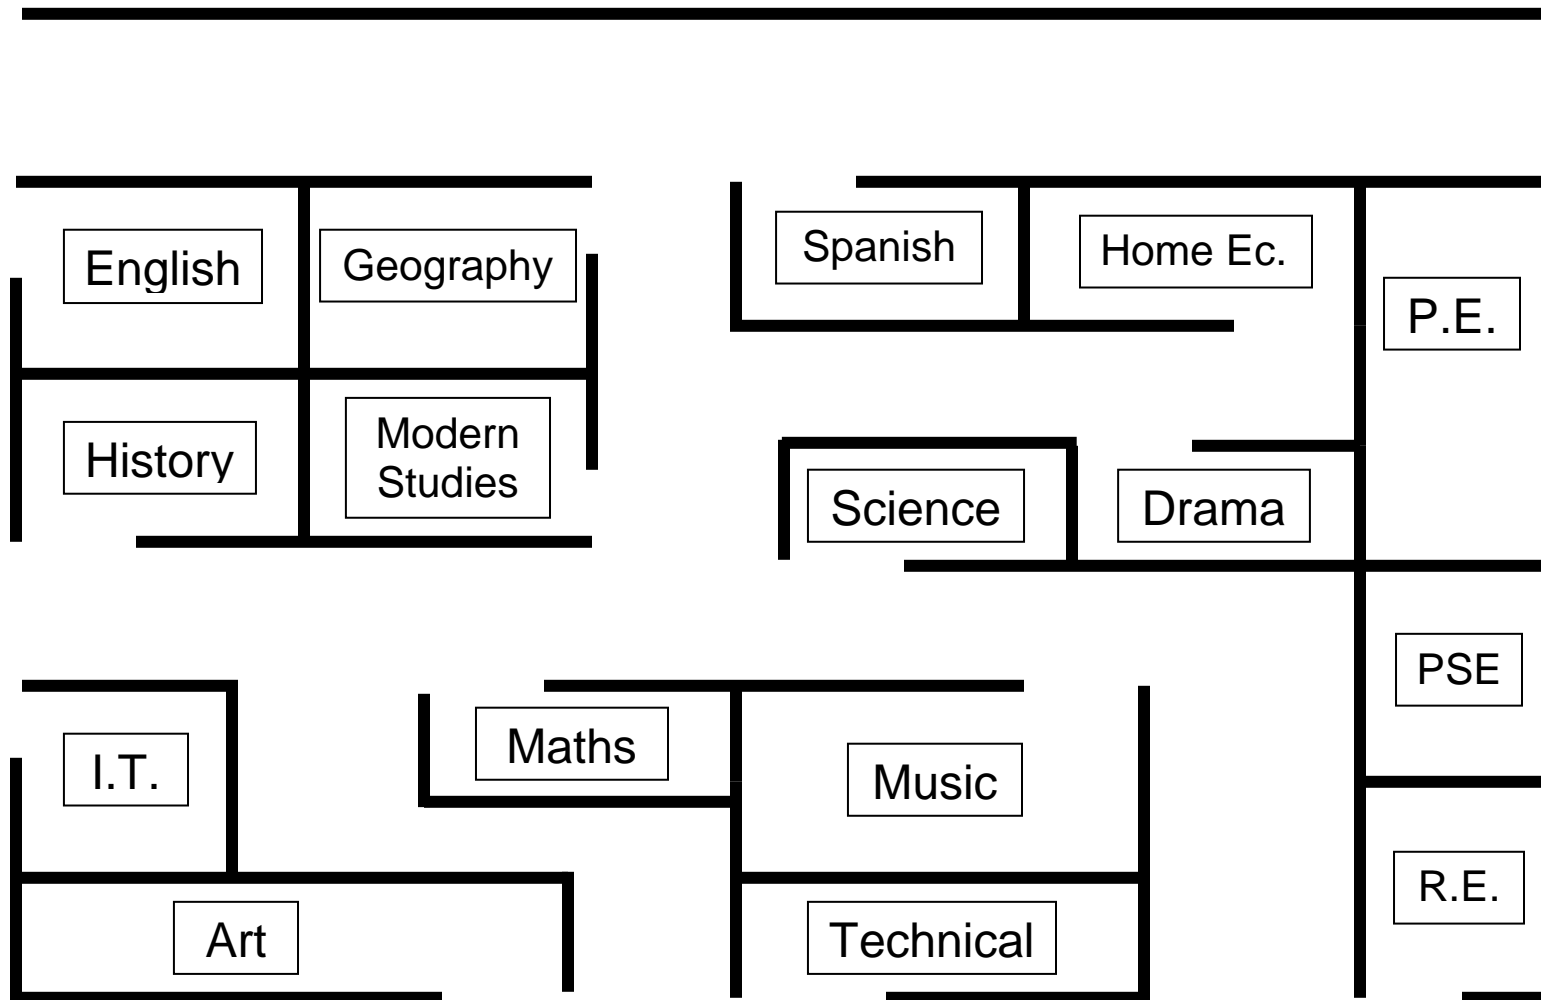 English
Geography
Spanish
Home Ec.
P.E.
History
Modern
Studies
Science
Drama
PSE
I.T.
Maths
Music
R.E.
Art
Technical